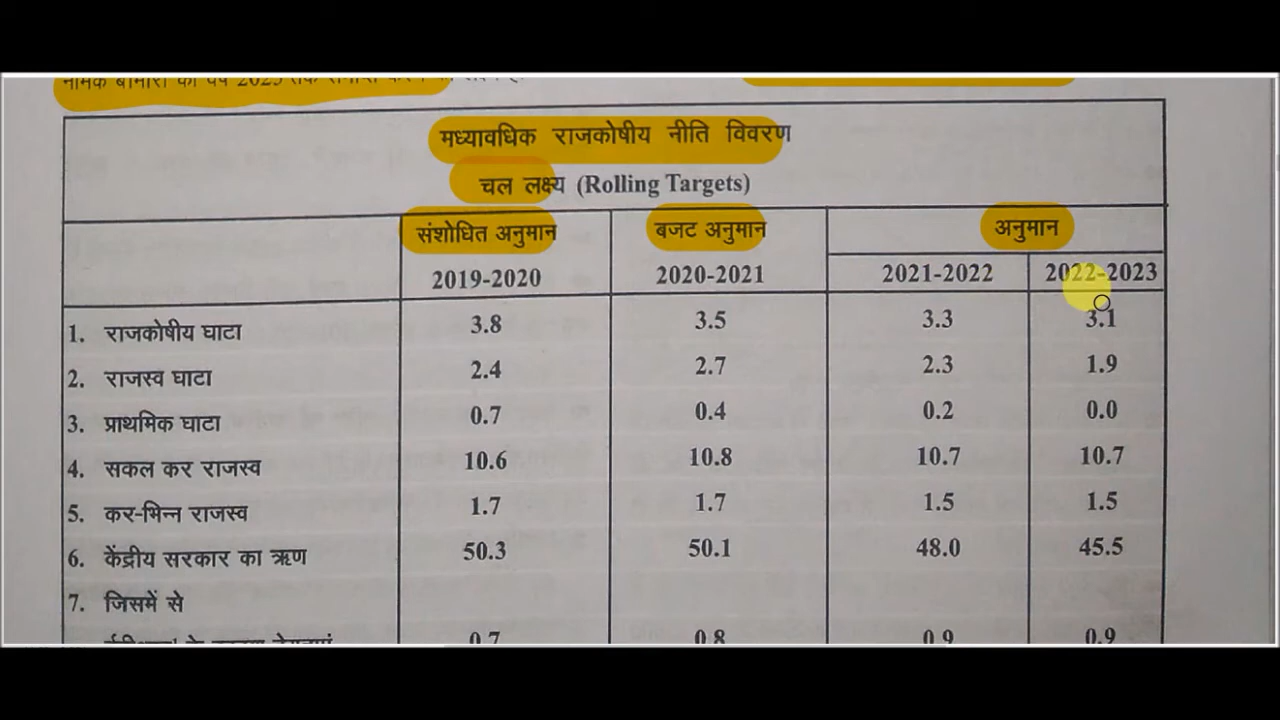 मध्यावधिक राजकोषीय नीति विवरण
चल लक्ष्य (Rolling Targets)
संशोधित अनुमान बजट अनुमान अनुमान
2019-2020 2020-2021 2021-2022 2022-2023
1. राजकोषीय घाटा 3.8 3.5 3.3 3.1
2. राजस्व घाटा 2.4 2.7 2.3 1.9
3. प्राथमिक घाटा 0.7 0.4 0.2 0.0
4. सकल कर राजस्व 10.6 10.8 10.7 10.7
5. कर-भिन्न राजस्व 1.7 1.7 1.5 1.5
6. केंद्रीय सरकार का ऋण 50.3 50.1 48.0 45.5
7. जिसमें से
0.7 0.8 0.9 0.9